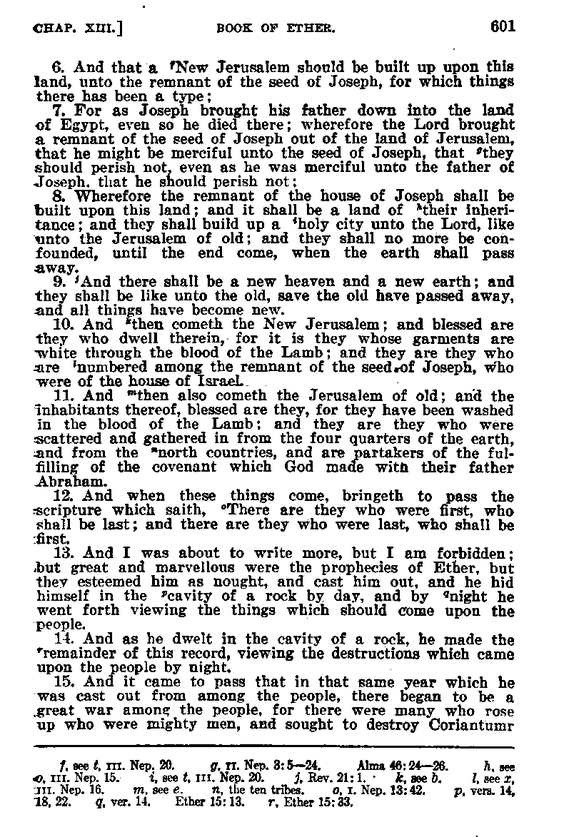 CHAP. XIII.] BOOK OF ETHER. 601
6. And that a rNew Jerusalem should be built up upon this
land, unto the remnant of the seed of Joseph, for which things
there has been a type;
7. For as Joseph brought his father down into the land
of Egypt, even so he died there; wherefore the Lord brought
a remnant of the seed of Joseph out of the land of Jerusalem,
that he might be merciful unto the seed of Joseph, that gthey
should perish not, even as he was merciful unto the father of
Joseph. that he should perish not;
8. Wherefore the remnant of the house of Joseph shall be
built upon this land; and it shall be a land of htheir inheri-
tance; and they shall build up a iholy city unto the Lord, like
unto the Jerusalem of old; and they shall no more be con-
founded, until the end come, when the earth shall pass
away.
9. jAnd there shall be a new heaven and a new earth; and
they shall be like unto the old, save the old have passed away,
and all things have become new.
10. And kthen cometh the New Jerusalem; and blessed are
they who dwell therein, for it is they whose garments are
white through the blood of the Lamb; and they are they who
are lnumbered among the remnant of the seed of Joseph, who
were of the house of Israel.
11. And mthen also cometh the Jerusalem of old; and the
inhabitants thereof, blessed are they, for they have been washed
in the blood of the Lamb; and they are they who were
scattered and gathered in from the four quarters of the earth,
and from the nnorth countries, and are partakers of the ful-
filling of the covenant which God made with their father
Abraham.
12. And when these things come, bringeth to pass the
scripture which saith, oThere are they who were first, who
shall be last; and there are they who were last, who shall be
first.
13. And I was about to write more, but I am forbidden;
but great and marvellous were the prophecies of Ether, but
they esteemed him as nought, and cast him out, and he hid
himself in the pcavity of a rock by day, and by qnight he
went forth viewing the things which should come upon the
people.
14. And as he dwelt in the cavity of a rock, he made the
rremainder of this record, viewing the destructions which came
upon the people by night.
15. And it came to pass that in that same year which he
was cast out from among the people, there began to be a
great war among the people, for there were many who rose
up who were mighty men, and sought to destroy Coriantumr
f, see t, III. Nep. 20. g, II. Nep. 3:5—24. Alma 46:24—26. h, see
o, III. Nep. 15. i, see t, III. Nep. 20. j, Rev. 21:1. k, see b. l, see x,
III. Nep. 16. m, see e. n, the ten tribes. o, I. Nep. 13:42. p, vers. 14,
18, 22. q, ver. 14. Ether 15:13. r, Ether 15:33.